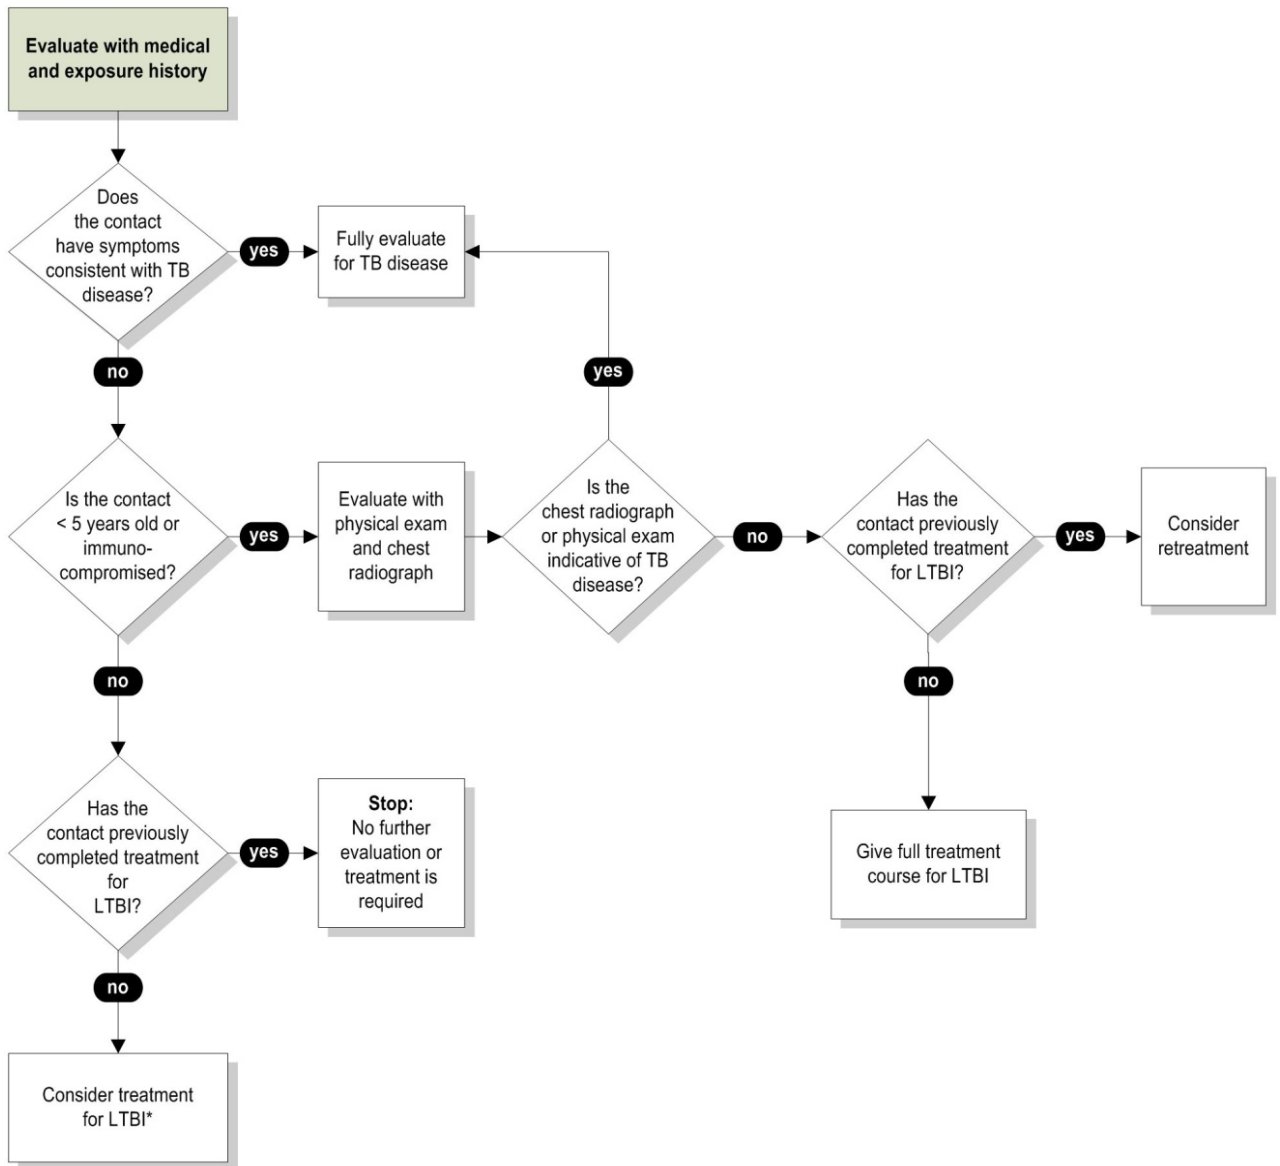 Evaluate with medical
and exposure history
Does
the contact
have symptoms
consistent with TB
disease?
yes
Fully evaluate
for TB disease
no
yes
Is the contact
< 5 years old or
immuno-
compromised?
yes
Evaluate with
physical exam
and chest
radiograph
Is the
chest radiograph
or physical exam
indicative of TB
disease?
no
Has the
contact previously
completed treatment
for LTBI?
yes
Consider
retreatment
no
no
Has the
contact previously
completed treatment
for
LTBI?
yes
Stop:
No further
evaluation or
treatment is
required
Give full treatment
course for LTBI
no
Consider treatment
for LTBI*